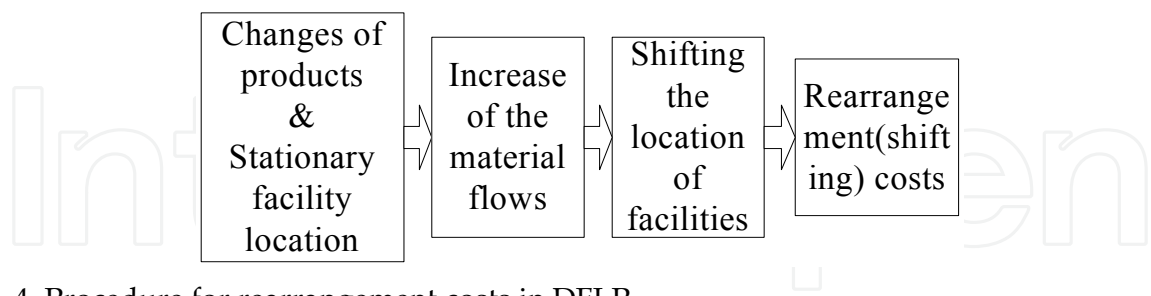 Changes of
products
&
Stationary
facility
location
Increase
of the
material
flows
Shifting
the
location
of
facilities
Rearrange
ment(shift
ing) costs
4. Procedure for rearrangement costs in DFLP